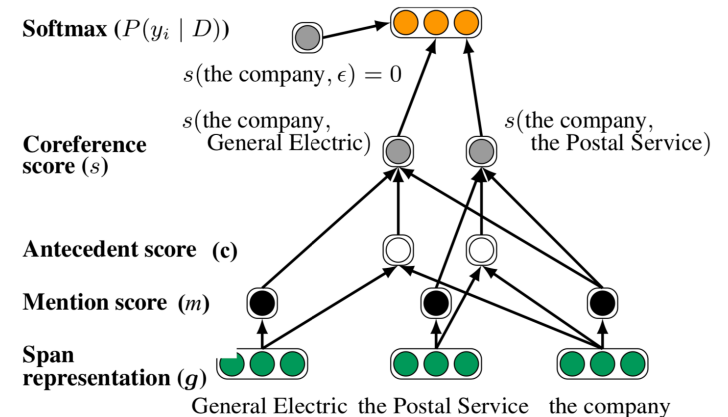 Softmax (P(y_i | D))
s(the company, ϵ) = 0
s(the company,
General Electric)
s(the company,
the Postal Service)
Coreference
score (s)
Antecedent score (c)
Mention score (m)
Span
representation (g)
General Electric the Postal Service the company